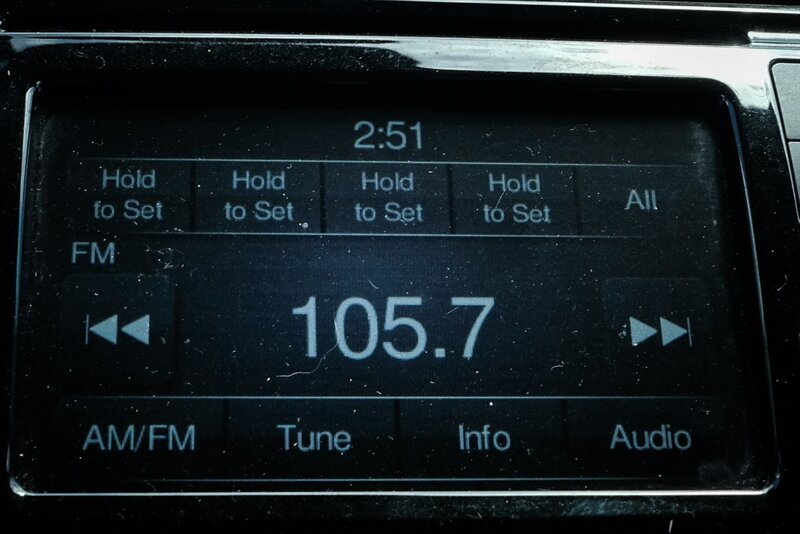 2:51
Hold to Set
Hold to Set
Hold to Set
Hold to Set
All
FM
105.7
AM/FM
Tune
Info
Audio